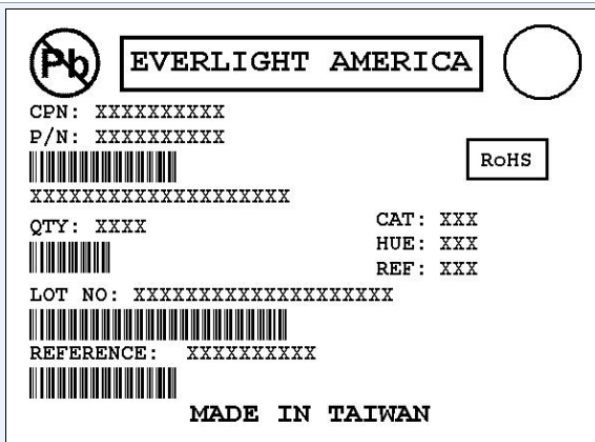 Pb
EVERLIGHT AMERICA
CPN: XXXXXXXXXX
P/N: XXXXXXXXXX
RoHS
XXXXXXXXXXXXXXXXXXXX
QTY: XXXX
CAT: XXX
HUE: XXX
REF: XXX
LOT NO: XXXXXXXXXXXXXXXXXXXX
REFERENCE: XXXXXXXXXX
MADE IN TAIWAN